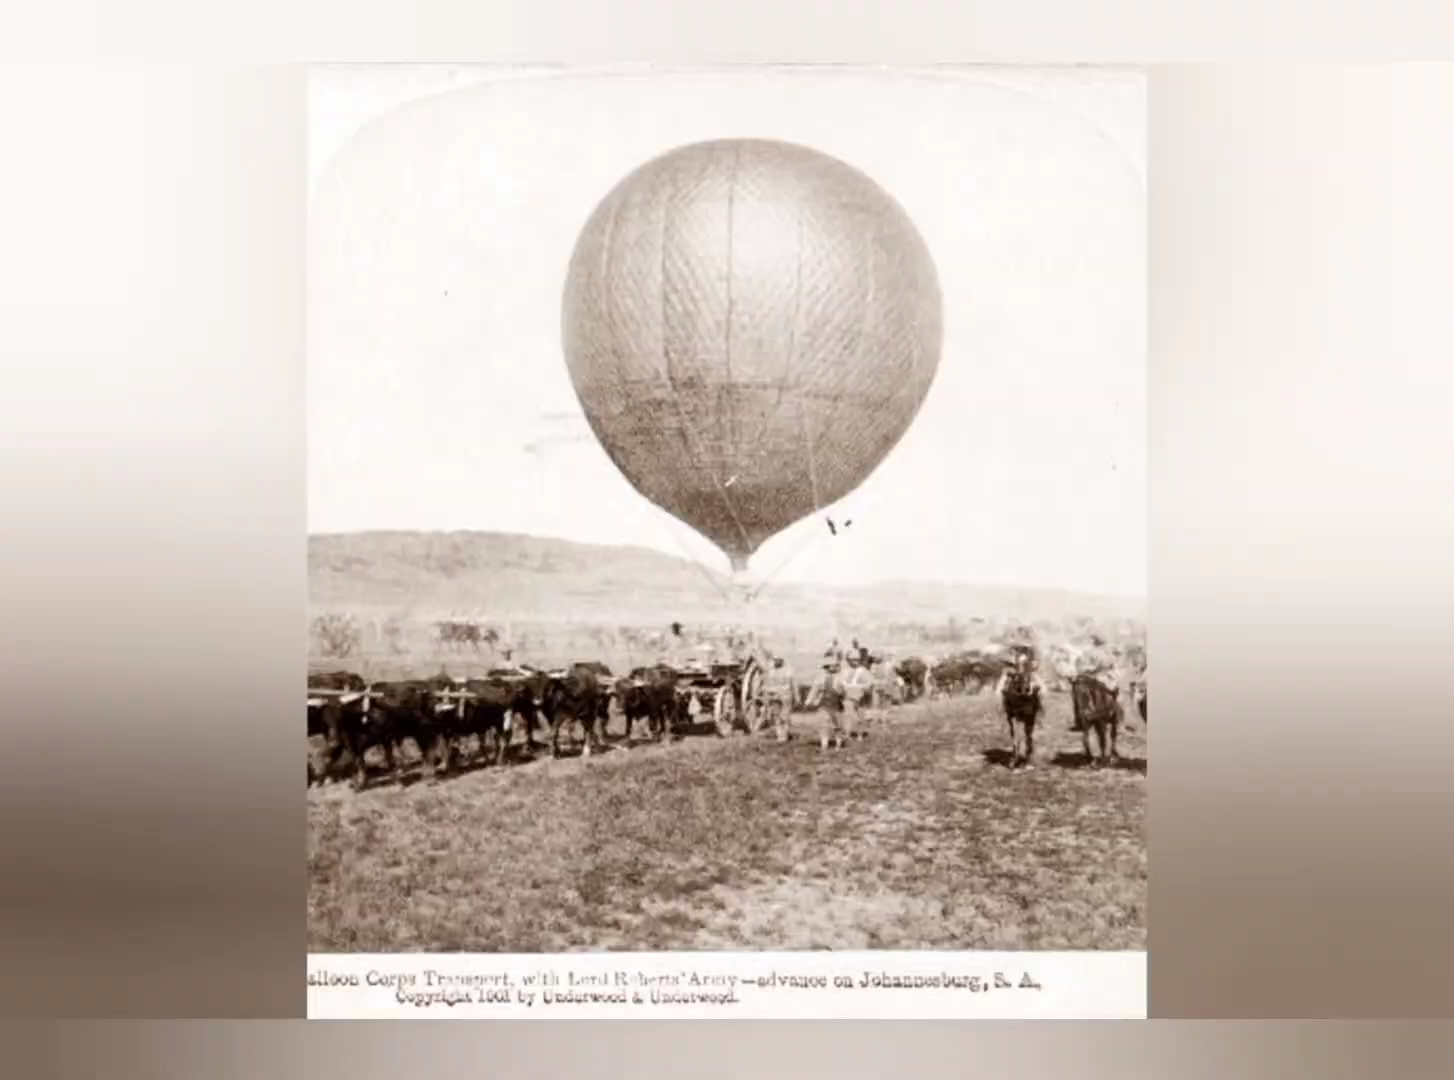 alloon Corps Transport, with Lord Roberts' Army—advance on Johannesburg, S. A.
Copyright 1901 by Underwood & Underwood.